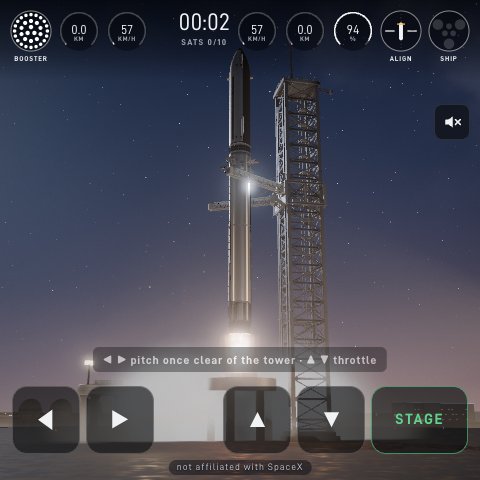 00:02
SATS 0/10
0.0
KM
57
KM/H
57
KM/H
0.0
KM
94
%
BOOSTER
ALIGN
SHIP
◀ ▶ pitch once clear of the tower · ▲ ▼ throttle
STAGE
not affiliated with SpaceX